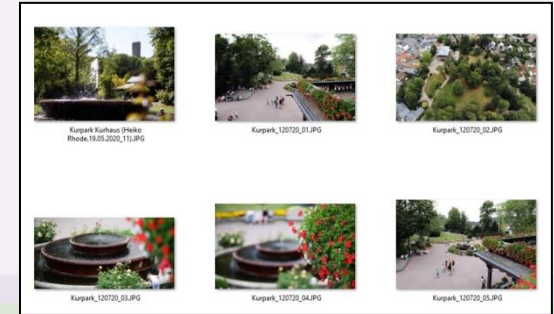 Kurpark Kurhaus (Heiko
Rhode.19.05.2020_11).JPG
Kurpark_120720_01.JPG
Kurpark_120720_02.JPG
Kurpark_120720_03.JPG
Kurpark_120720_04.JPG
Kurpark_120720_05.JPG